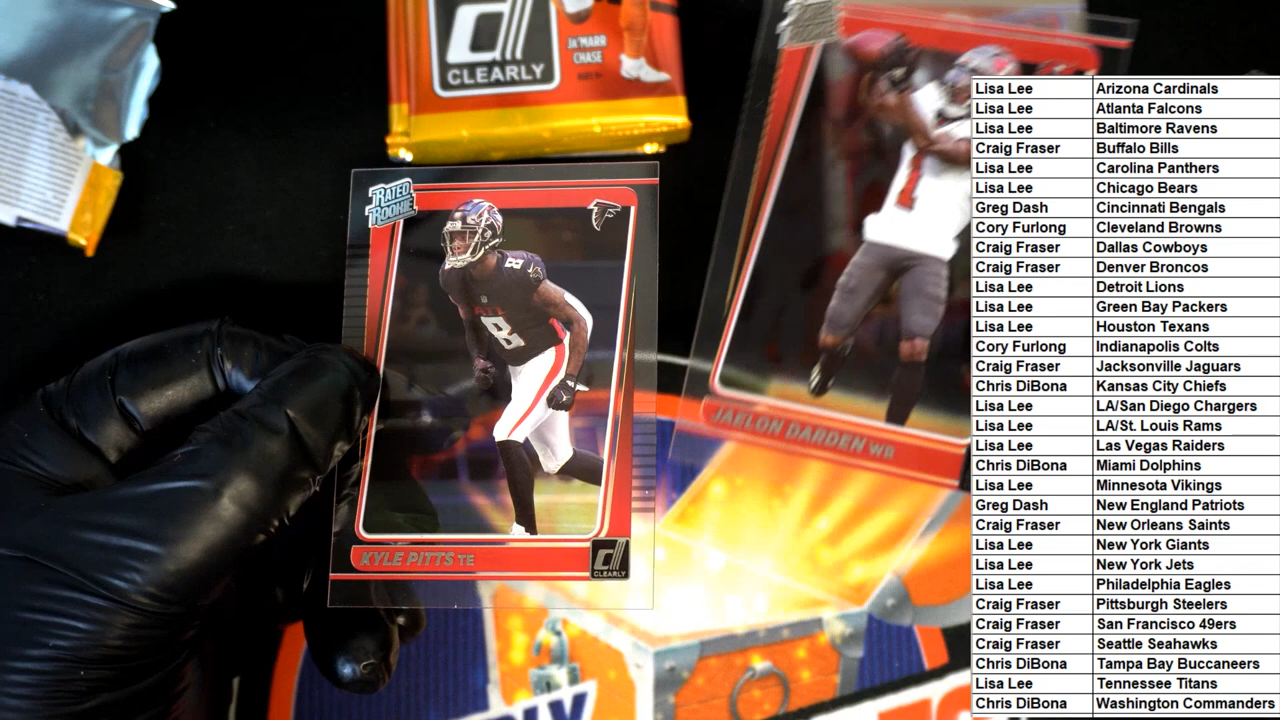 CLEARLY
JA'MARR
CHASE
RATED
ROOKIE
8
8
KYLE PITTS TE
CLEARLY
1
JAELON DARDEN WR
Lisa Lee Arizona Cardinals
Lisa Lee Atlanta Falcons
Lisa Lee Baltimore Ravens
Craig Fraser Buffalo Bills
Lisa Lee Carolina Panthers
Lisa Lee Chicago Bears
Greg Dash Cincinnati Bengals
Cory Furlong Cleveland Browns
Craig Fraser Dallas Cowboys
Craig Fraser Denver Broncos
Lisa Lee Detroit Lions
Lisa Lee Green Bay Packers
Lisa Lee Houston Texans
Cory Furlong Indianapolis Colts
Craig Fraser Jacksonville Jaguars
Chris DiBona Kansas City Chiefs
Lisa Lee LA/San Diego Chargers
Lisa Lee LA/St. Louis Rams
Lisa Lee Las Vegas Raiders
Chris DiBona Miami Dolphins
Lisa Lee Minnesota Vikings
Greg Dash New England Patriots
Craig Fraser New Orleans Saints
Lisa Lee New York Giants
Lisa Lee New York Jets
Lisa Lee Philadelphia Eagles
Craig Fraser Pittsburgh Steelers
Craig Fraser San Francisco 49ers
Craig Fraser Seattle Seahawks
Chris DiBona Tampa Bay Buccaneers
Lisa Lee Tennessee Titans
Chris DiBona Washington Commanders